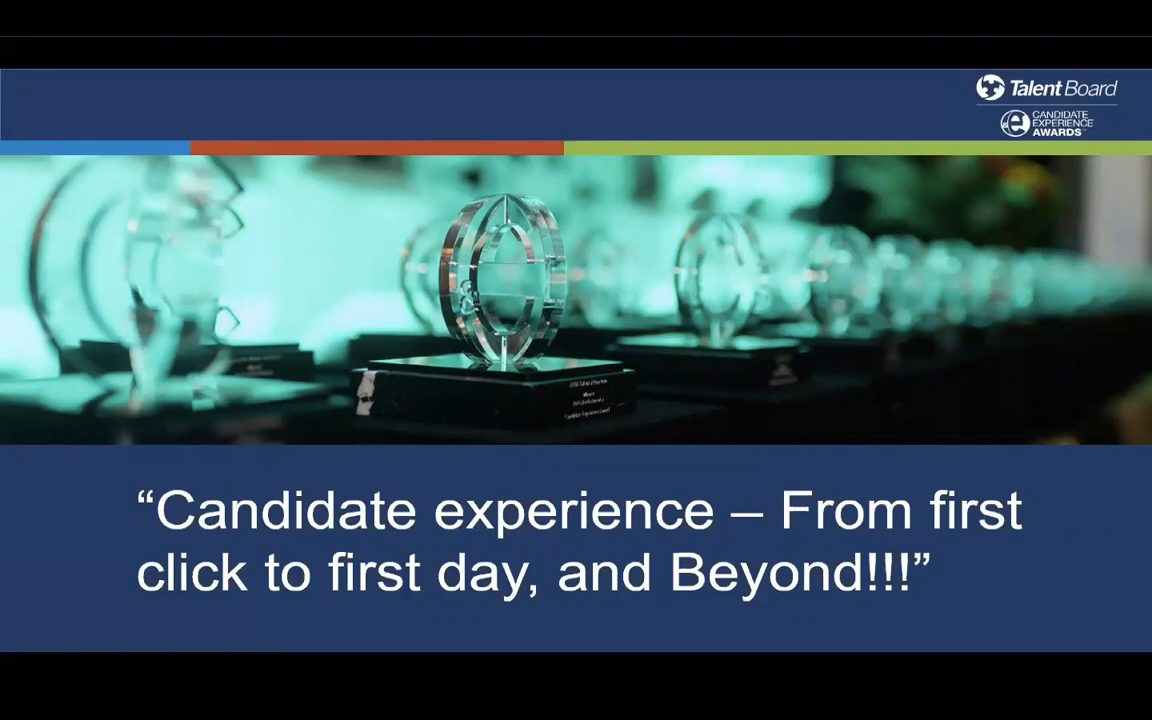 Talent Board
CANDIDATE
EXPERIENCE
AWARDS
“Candidate experience – From first
click to first day, and Beyond!!!”